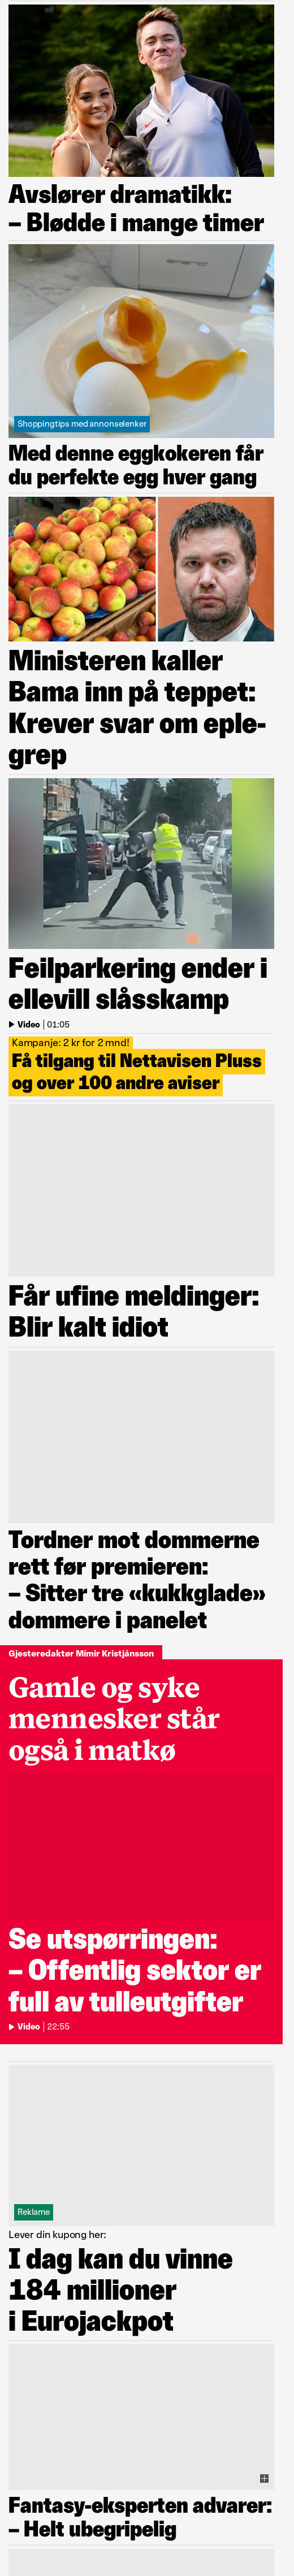 Avslører dramatikk:
– Blødde i mange timer
Shoppingtips med annonselenker
Med denne eggkokeren får
du perfekte egg hver gang
Ministeren kaller
Bama inn på teppet:
Krever svar om eple-
grep
Feilparkering ender i
ellevill slåsskamp
Video | 01:05
Kampanje: 2 kr for 2 mnd!
Få tilgang til Nettavisen Pluss
og over 100 andre aviser
Får ufine meldinger:
Blir kalt idiot
Tordner mot dommerne
rett før premieren:
– Sitter tre «kukkglade»
dommere i panelet
Gjesteredaktør Mímir Kristjánsson
Gamle og syke
mennesker står
også i matkø
Se utspørringen:
– Offentlig sektor er
full av tulleutgifter
Video | 22:55
Reklame
Lever din kupong her:
I dag kan du vinne
184 millioner
i Eurojackpot
Fantasy-eksperten advarer:
– Helt ubegripelig